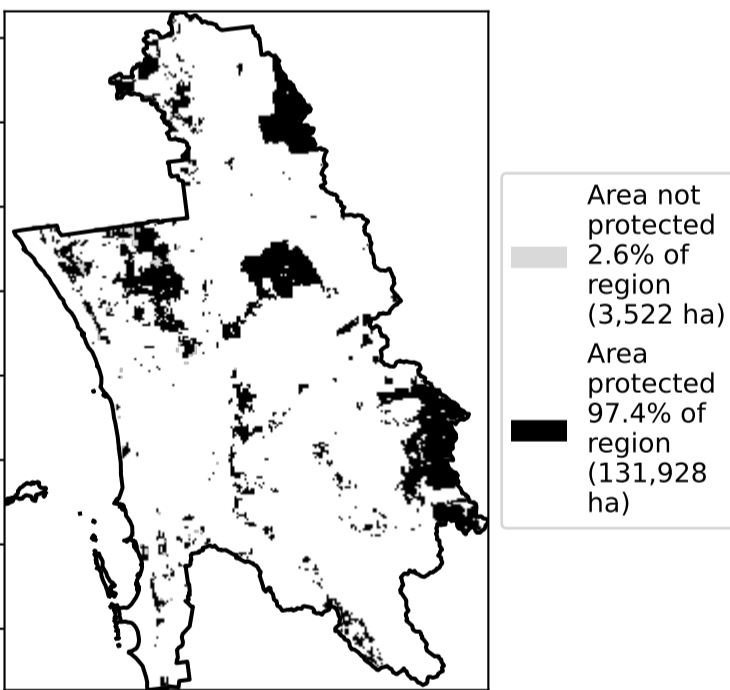 Area not
protected
2.6% of
region
(3,522 ha)
Area
protected
97.4% of
region
(131,928
ha)